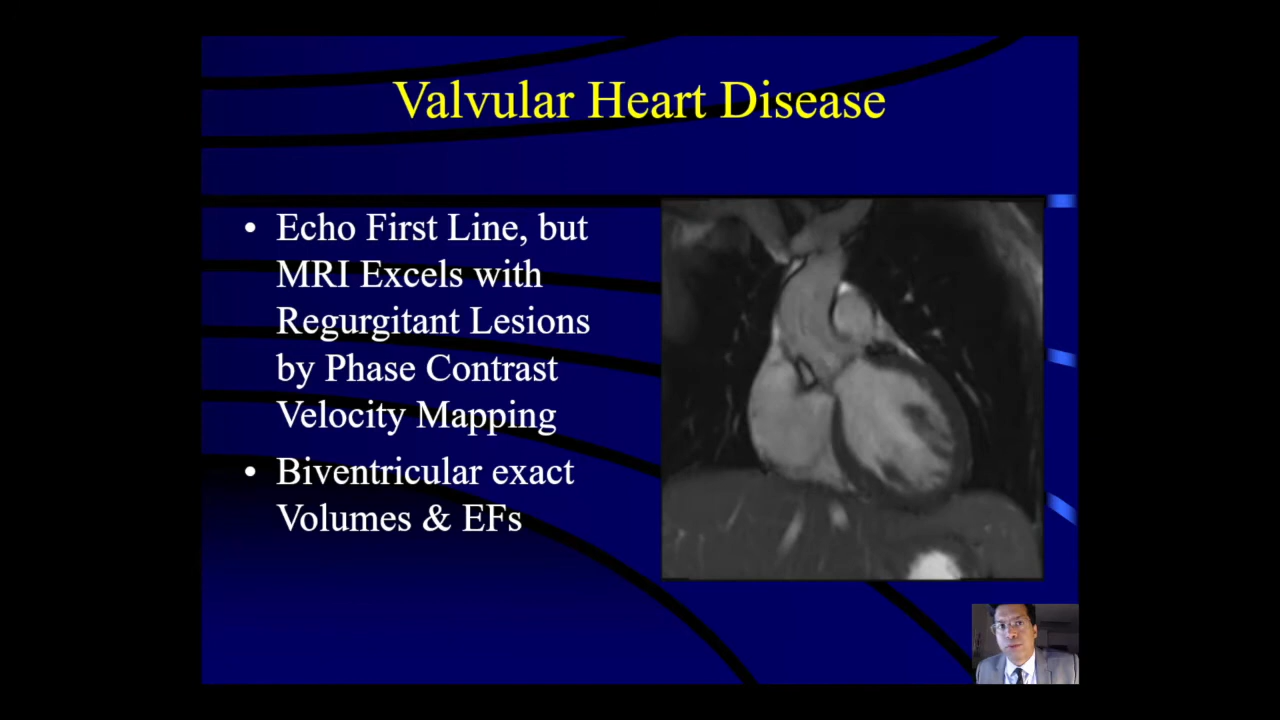 Valvular Heart Disease
• Echo First Line, but
MRI Excels with
Regurgitant Lesions
by Phase Contrast
Velocity Mapping
• Biventricular exact
Volumes & EFs